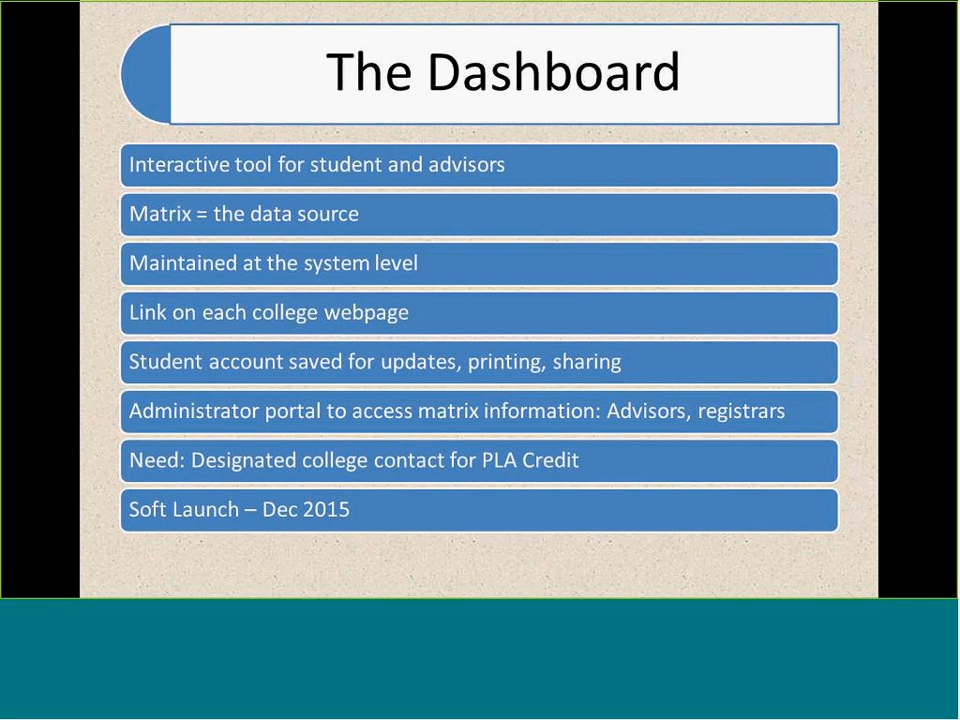 The Dashboard
Interactive tool for student and advisors
Matrix = the data source
Maintained at the system level
Link on each college webpage
Student account saved for updates, printing, sharing
Administrator portal to access matrix information: Advisors, registrars
Need: Designated college contact for PLA Credit
Soft Launch – Dec 2015